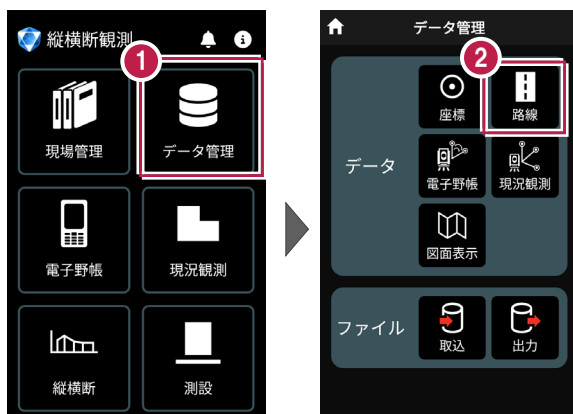 縦横断観測
1
現場管理
データ管理
電子野帳
現況観測
縦横断
測設
データ管理
2
データ
座標
路線
電子野帳
現況観測
図面表示
ファイル
取込
出力